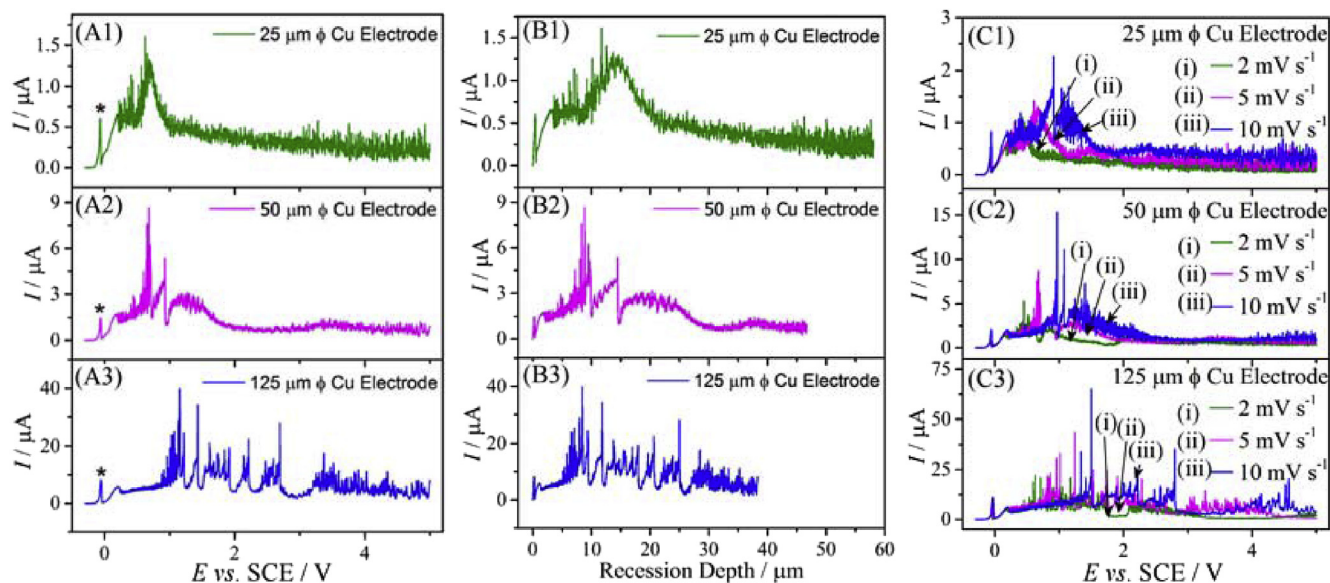 (A1)
25 μm ϕ Cu Electrode
*
I / μA
1.5
1.0
0.5
0.0
(A2)
50 μm ϕ Cu Electrode
*
I / μA
9
6
3
0
(A3)
125 μm ϕ Cu Electrode
*
I / μA
40
20
0
0 2 4
E vs. SCE / V
(B1)
25 μm ϕ Cu Electrode
I / μA
1.5
1.0
0.5
0.0
(B2)
50 μm ϕ Cu Electrode
I / μA
9
6
3
0
(B3)
125 μm ϕ Cu Electrode
I / μA
40
20
0
0 10 20 30 40 50 60
Recession Depth / μm
(C1)
25 μm ϕ Cu Electrode
(i) 2 mV s⁻¹
(ii) 5 mV s⁻¹
(iii) 10 mV s⁻¹
(i)
(ii)
(iii)
I / μA
3
2
1
0
(C2)
50 μm ϕ Cu Electrode
(i) 2 mV s⁻¹
(ii) 5 mV s⁻¹
(iii) 10 mV s⁻¹
(i)
(ii)
(iii)
I / μA
15
10
5
0
(C3)
125 μm ϕ Cu Electrode
(i) 2 mV s⁻¹
(ii) 5 mV s⁻¹
(iii) 10 mV s⁻¹
(i)
(ii)
(iii)
I / μA
75
50
25
0
0 2 4
E vs. SCE / V